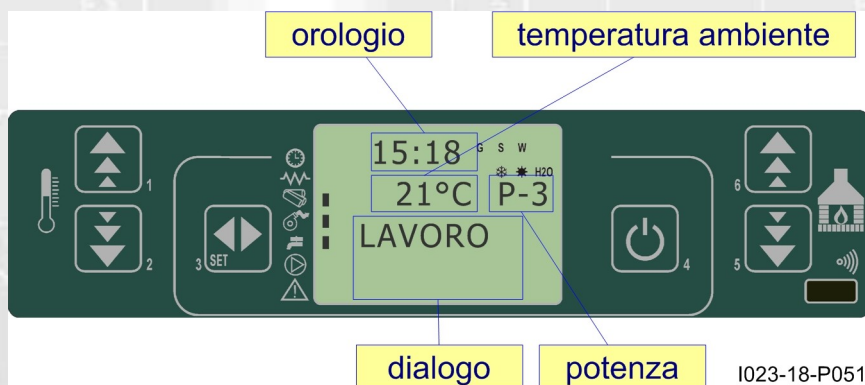 orologio
temperatura ambiente
15:18
G S W
H2O
21°C
P-3
LAVORO
1
2
3 SET
4
5
6
dialogo
potenza
I023-18-P051